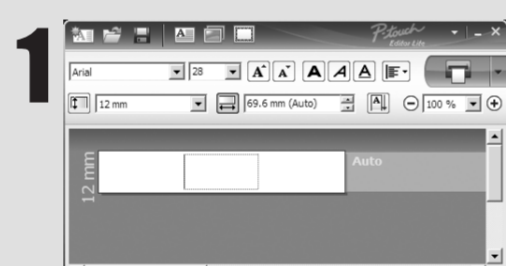 1
P-touch
Editor Lite
Arial
28
A A A A A
12 mm
69.6 mm (Auto)
A
100 %
12 mm
Auto